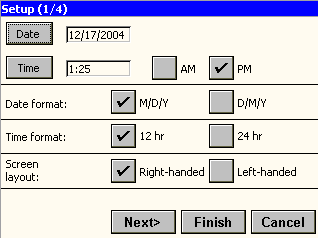 Setup (1/4)
Date 12/17/2004
Time 1:25 AM PM
Date format: M/D/Y D/M/Y
Time format: 12 hr 24 hr
Screen
layout: Right-handed Left-handed
Next> Finish Cancel